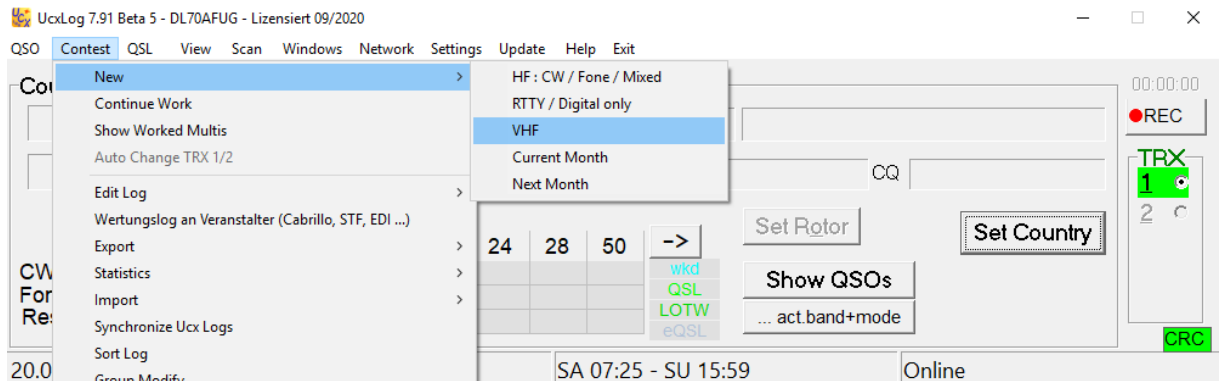 UcxLog 7.91 Beta 5 - DL70AFUG - Lizensiert 09/2020
QSO Contest QSL View Scan Windows Network Settings Update Help Exit
New
Continue Work
Show Worked Multis
Auto Change TRX 1/2
Edit Log
Wertungslog an Veranstalter (Cabrillo, STF, EDI ...)
Export
Statistics
Import
Synchronize Ucx Logs
Sort Log
Group Modify
HF : CW / Fone / Mixed
RTTY / Digital only
VHF
Current Month
Next Month
00:00:00
REC
TRX
1
2
CQ
Set Rotor
Set Country
24 28 50 ->
wkd
QSL
LOTW
eQSL
Show QSOs
... act.band+mode
CW
CRC
20.0
SA 07:25 - SU 15:59
Online